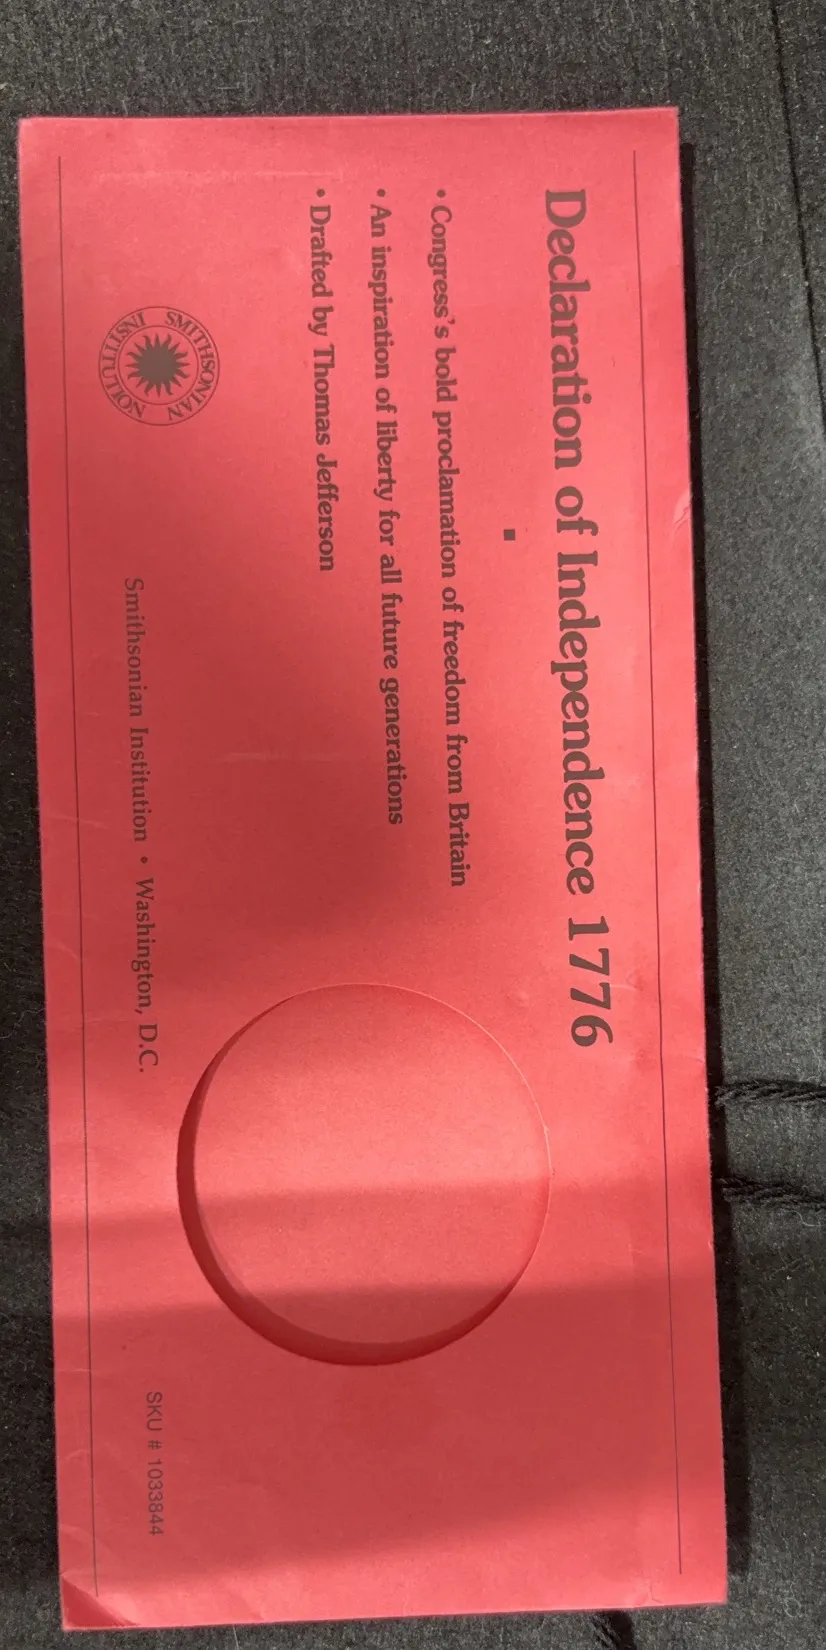 Declaration of Independence 1776
• Congress's bold proclamation of freedom from Britain
• An inspiration of liberty for all future generations
• Drafted by Thomas Jefferson
SMITHSONIAN INSTITUTION
Smithsonian Institution • Washington, D.C.
SKU # 1033844